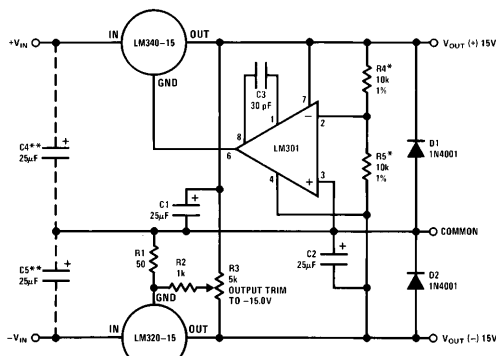 +VIN
IN
LM340-15
OUT
GND
VOUT (+) 15V
C3
30 pF
R4*
10k
1%
7
8
1
2
6
LM301
4
3
R5*
10k
1%
D1
1N4001
C4**
25µF
C1
25µF
COMMON
C5**
25µF
R1
50
R2
1k
R3
5k
OUTPUT TRIM
TO -15.0V
C2
25µF
D2
1N4001
GND
-VIN
IN
LM320-15
OUT
VOUT (-) 15V